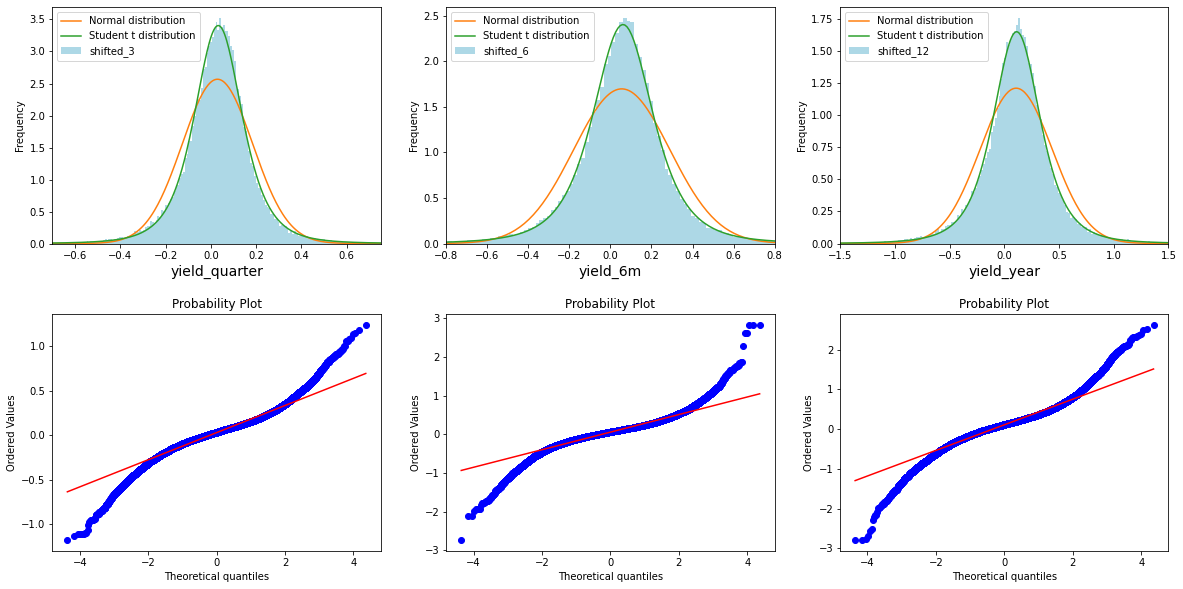 Normal distribution
Student t distribution
shifted_3
Frequency
3.5
3.0
2.5
2.0
1.5
1.0
0.5
0.0
−0.6 −0.4 −0.2 0.0 0.2 0.4 0.6
yield_quarter
Normal distribution
Student t distribution
shifted_6
Frequency
2.5
2.0
1.5
1.0
0.5
0.0
−0.8 −0.6 −0.4 −0.2 0.0 0.2 0.4 0.6 0.8
yield_6m
Normal distribution
Student t distribution
shifted_12
Frequency
1.75
1.50
1.25
1.00
0.75
0.50
0.25
0.00
−1.5 −1.0 −0.5 0.0 0.5 1.0 1.5
yield_year
Probability Plot
Ordered Values
1.0
0.5
0.0
−0.5
−1.0
−4 −2 0 2 4
Theoretical quantiles
Probability Plot
Ordered Values
3
2
1
0
−1
−2
−3
−4 −2 0 2 4
Theoretical quantiles
Probability Plot
Ordered Values
2
1
0
−1
−2
−3
−4 −2 0 2 4
Theoretical quantiles